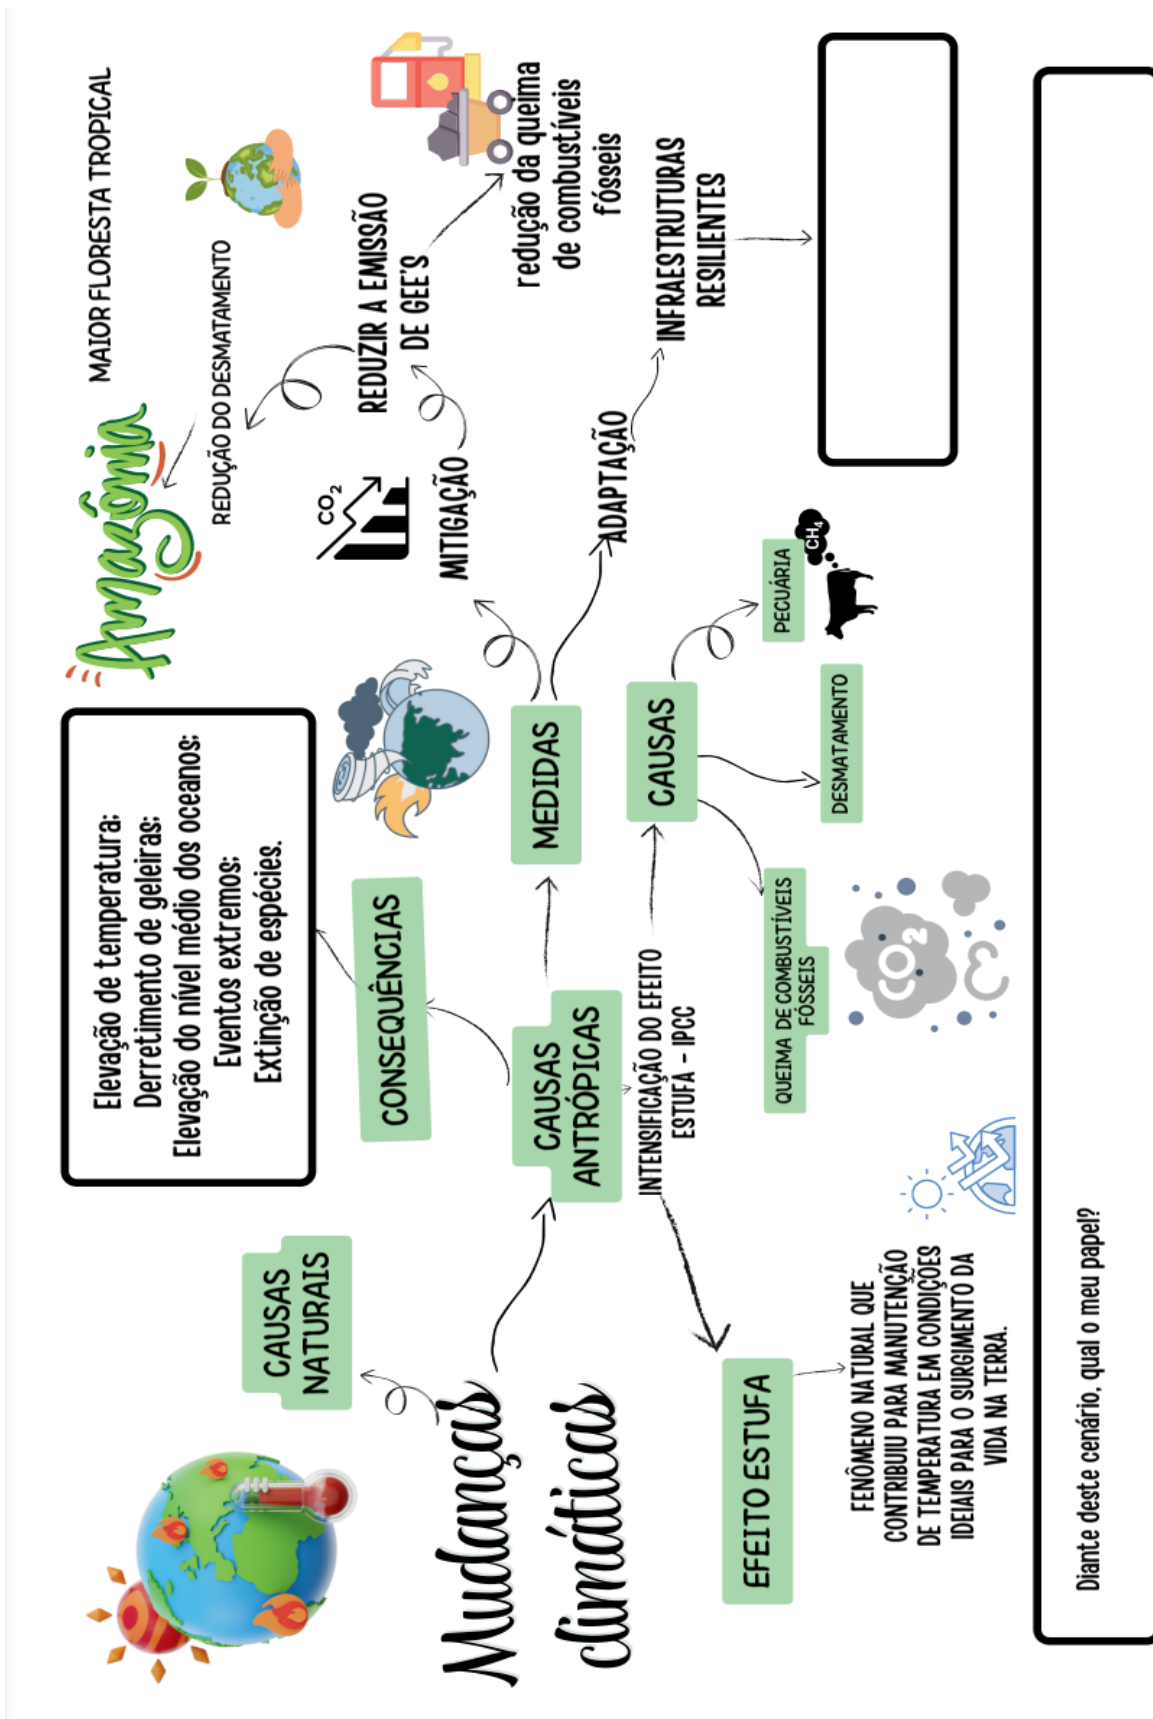 Mudanças
climáticas
CAUSAS
NATURAIS
CAUSAS
ANTRÓPICAS
CONSEQUÊNCIAS
Elevação de temperatura;
Derretimento de geleiras;
Elevação do nível médio dos oceanos;
Eventos extremos;
Extinção de espécies.
MEDIDAS
MITIGAÇÃO
CO2
REDUZIR A EMISSÃO
DE GEE'S
REDUÇÃO DO DESMATAMENTO
Amazônia
MAIOR FLORESTA TROPICAL
redução da queima
de combustíveis
fósseis
ADAPTAÇÃO
INFRAESTRUTURAS
RESILIENTES
INTENSIFICAÇÃO DO EFEITO
ESTUFA - IPCC
CAUSAS
QUEIMA DE COMBUSTÍVEIS
FÓSSEIS
CO2
DESMATAMENTO
PECUÁRIA
CH4
EFEITO ESTUFA
FENÔMENO NATURAL QUE
CONTRIBUIU PARA MANUTENÇÃO
DE TEMPERATURA EM CONDIÇÕES
IDEIAIS PARA O SURGIMENTO DA
VIDA NA TERRA.
Diante deste cenário, qual o meu papel?